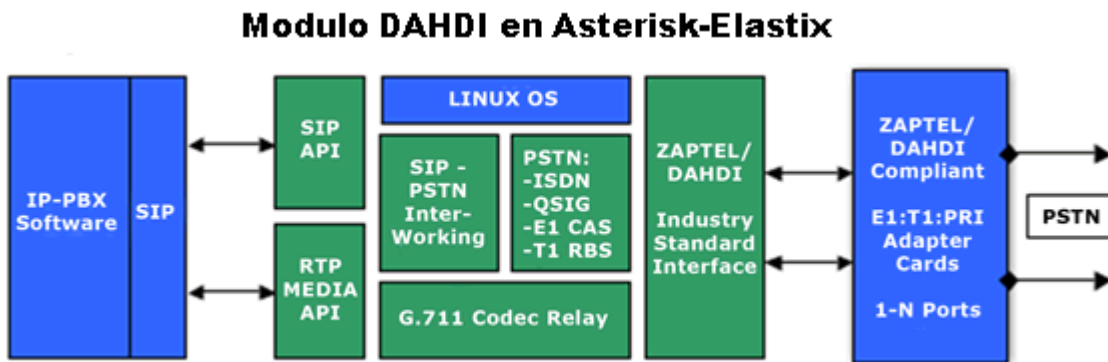 Modulo DAHDI en Asterisk-Elastix
IP-PBX
Software
SIP
SIP
API
RTP
MEDIA
API
LINUX OS
SIP -
PSTN
Inter-
Working
PSTN:
-ISDN
-QSIG
-E1 CAS
-T1 RBS
G.711 Codec Relay
ZAPTEL/
DAHDI
Industry
Standard
Interface
ZAPTEL/
DAHDI
Compliant
E1:T1:PRI
Adapter
Cards
1-N Ports
PSTN